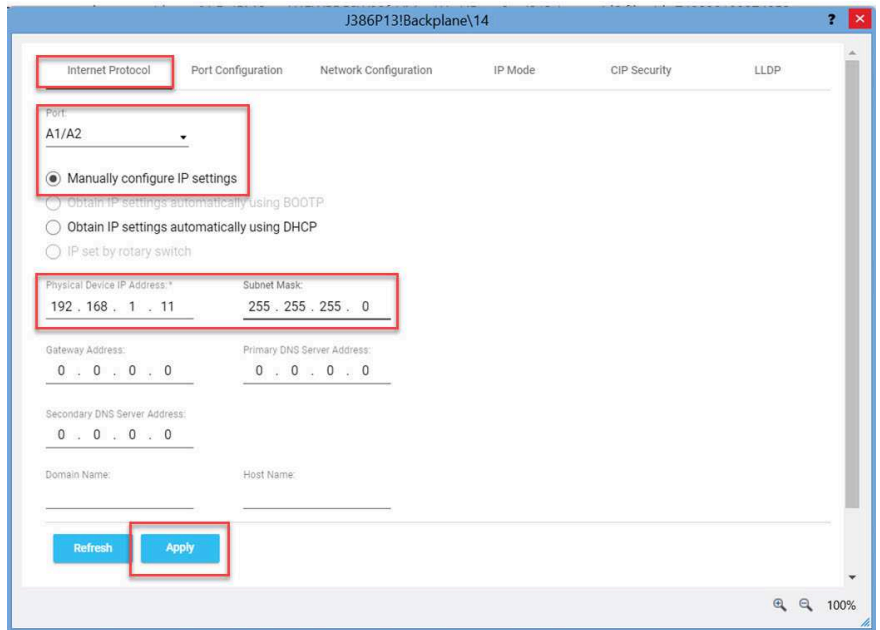 J386P13!Backplane\14 ?
Internet Protocol Port Configuration Network Configuration IP Mode CIP Security LLDP
Port:
A1/A2
Manually configure IP settings
Obtain IP settings automatically using BOOTP
Obtain IP settings automatically using DHCP
IP set by rotary switch
Physical Device IP Address:* Subnet Mask:
192 . 168 . 1 . 11 255 . 255 . 255 . 0
Gateway Address: Primary DNS Server Address:
0 . 0 . 0 . 0 0 . 0 . 0 . 0
Secondary DNS Server Address:
0 . 0 . 0 . 0
Domain Name: Host Name:
Refresh Apply
100%